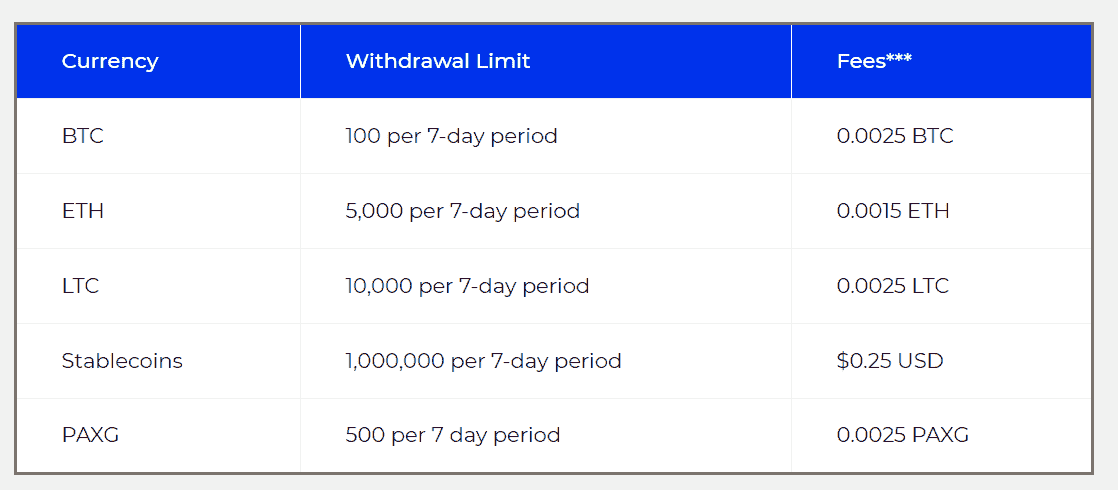 Currency Withdrawal Limit Fees***
BTC 100 per 7-day period 0.0025 BTC
ETH 5,000 per 7-day period 0.0015 ETH
LTC 10,000 per 7-day period 0.0025 LTC
Stablecoins 1,000,000 per 7-day period $0.25 USD
PAXG 500 per 7 day period 0.0025 PAXG